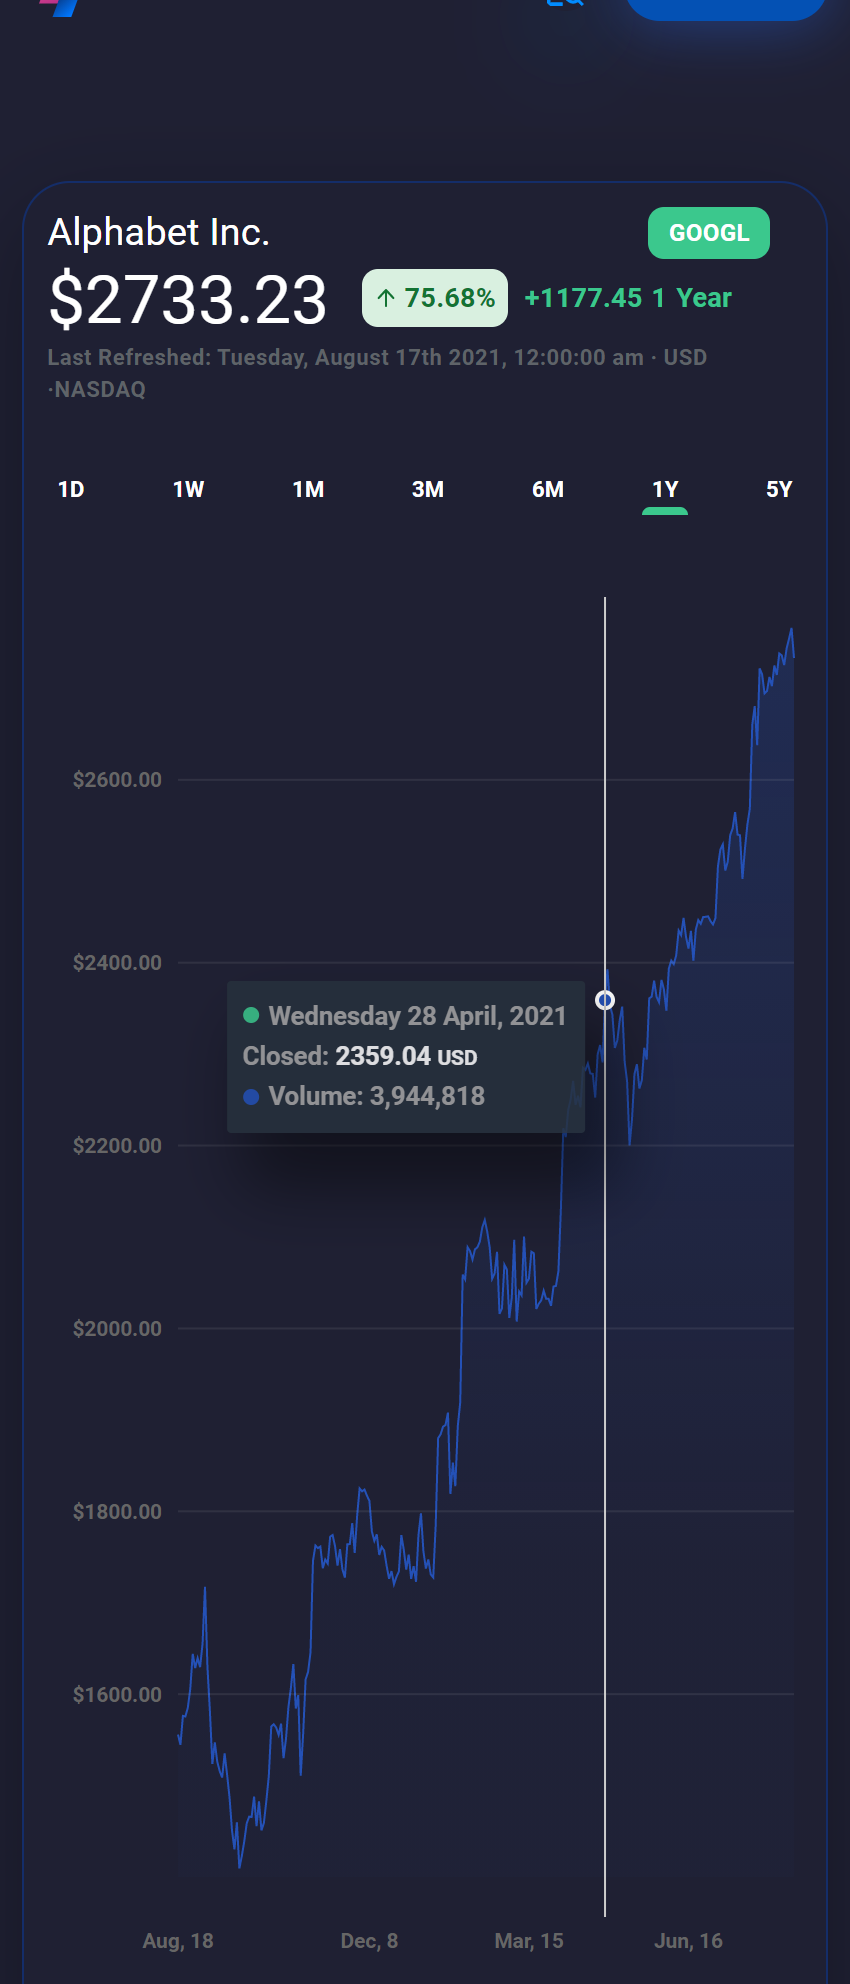 Alphabet Inc.
GOOGL
$2733.23
↑ 75.68%
+1177.45 1 Year
Last Refreshed: Tuesday, August 17th 2021, 12:00:00 am · USD
·NASDAQ
1D 1W 1M 3M 6M 1Y 5Y
$2600.00
$2400.00
Wednesday 28 April, 2021
Closed: 2359.04 USD
Volume: 3,944,818
$2200.00
$2000.00
$1800.00
$1600.00
Aug, 18 Dec, 8 Mar, 15 Jun, 16